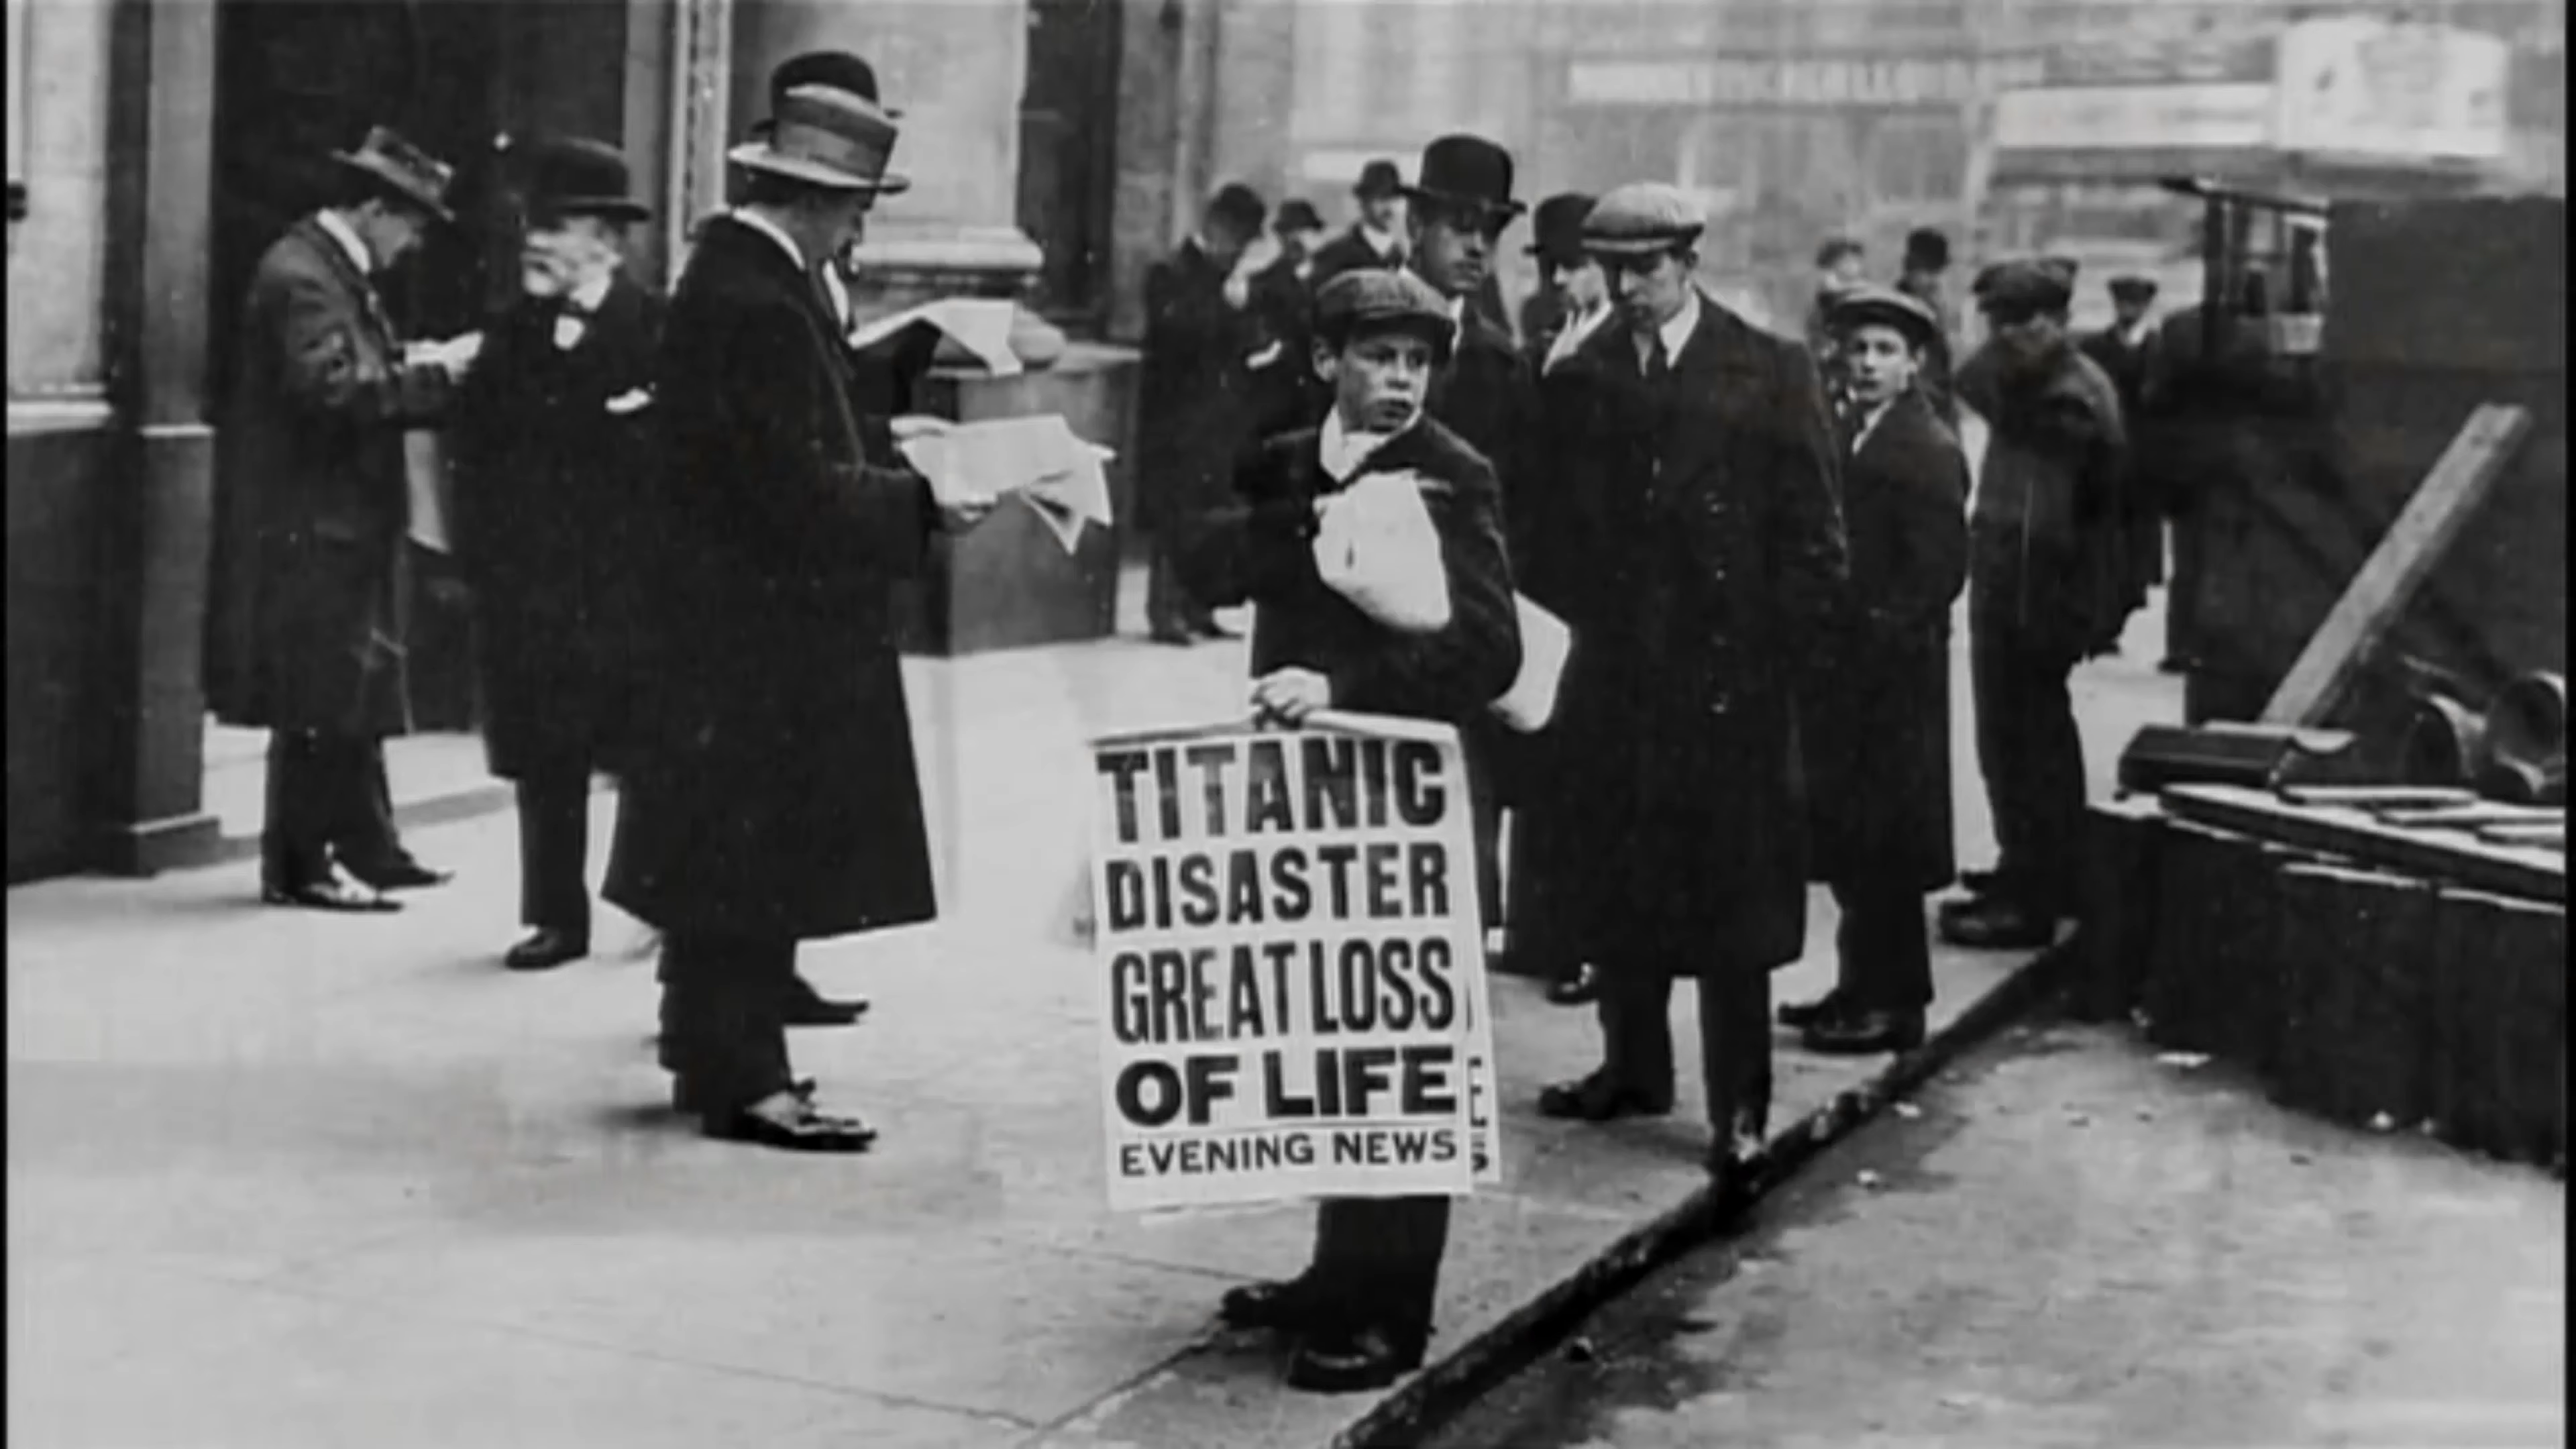 TITANIC
DISASTER
GREAT LOSS
OF LIFE
EVENING NEWS